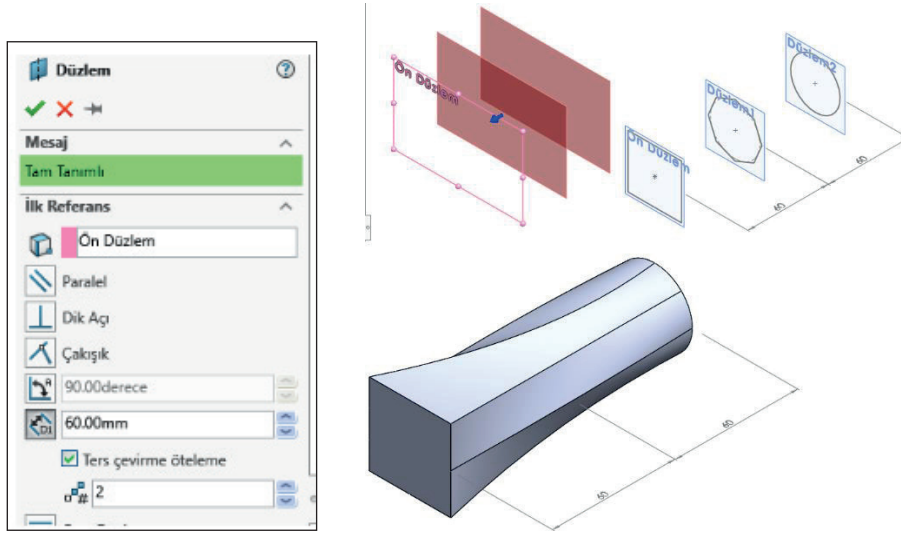 Düzlem
Mesaj
Tam Tanımlı
İlk Referans
Ön Düzlem
Paralel
Dik Açı
Çakışık
90.00derece
60.00mm
Ters çevirme öteleme
2
Ön Düzlem
Ön Düzlem
Düzlem1
Düzlem2
60
60
60
60